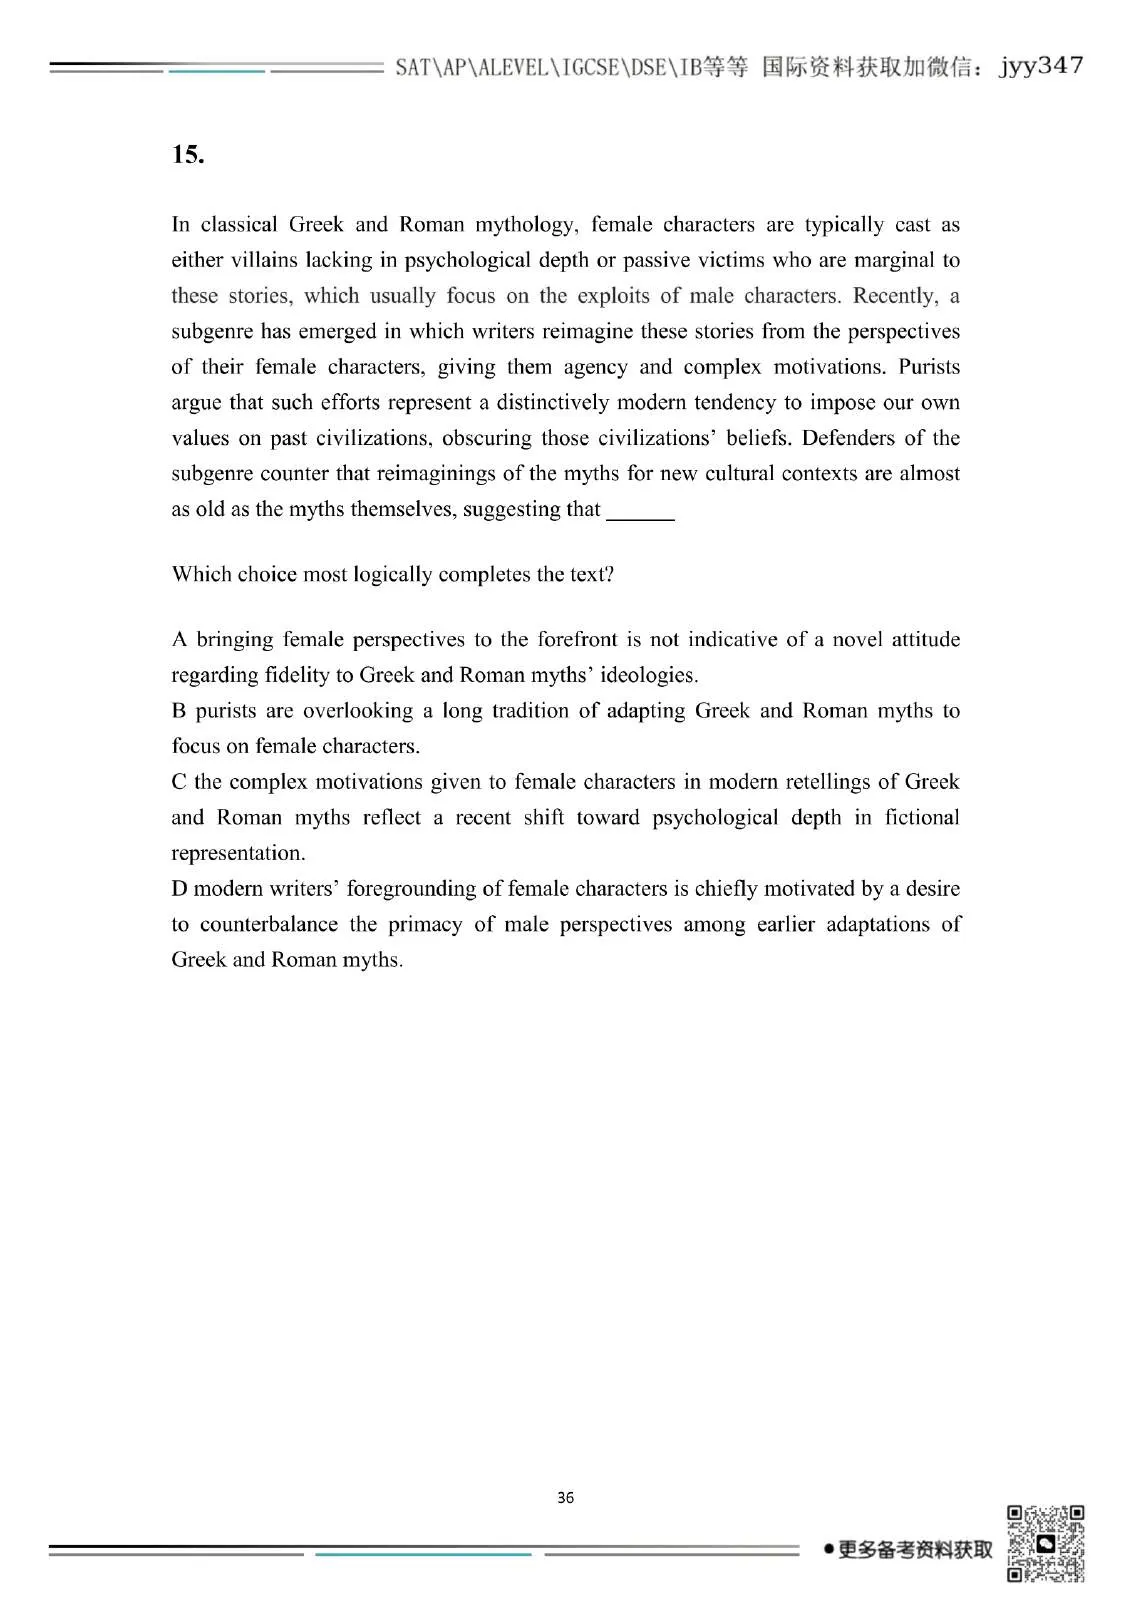 SAT\AP\ALEVEL\IGCSE\DSE\IB等等 国际资料获取加微信：jyy347
15.
In classical Greek and Roman mythology, female characters are typically cast as
either villains lacking in psychological depth or passive victims who are marginal to
these stories, which usually focus on the exploits of male characters. Recently, a
subgenre has emerged in which writers reimagine these stories from the perspectives
of their female characters, giving them agency and complex motivations. Purists
argue that such efforts represent a distinctively modern tendency to impose our own
values on past civilizations, obscuring those civilizations’ beliefs. Defenders of the
subgenre counter that reimaginings of the myths for new cultural contexts are almost
as old as the myths themselves, suggesting that ______
Which choice most logically completes the text?
A bringing female perspectives to the forefront is not indicative of a novel attitude
regarding fidelity to Greek and Roman myths’ ideologies.
B purists are overlooking a long tradition of adapting Greek and Roman myths to
focus on female characters.
C the complex motivations given to female characters in modern retellings of Greek
and Roman myths reflect a recent shift toward psychological depth in fictional
representation.
D modern writers’ foregrounding of female characters is chiefly motivated by a desire
to counterbalance the primacy of male perspectives among earlier adaptations of
Greek and Roman myths.
36
●更多备考资料获取